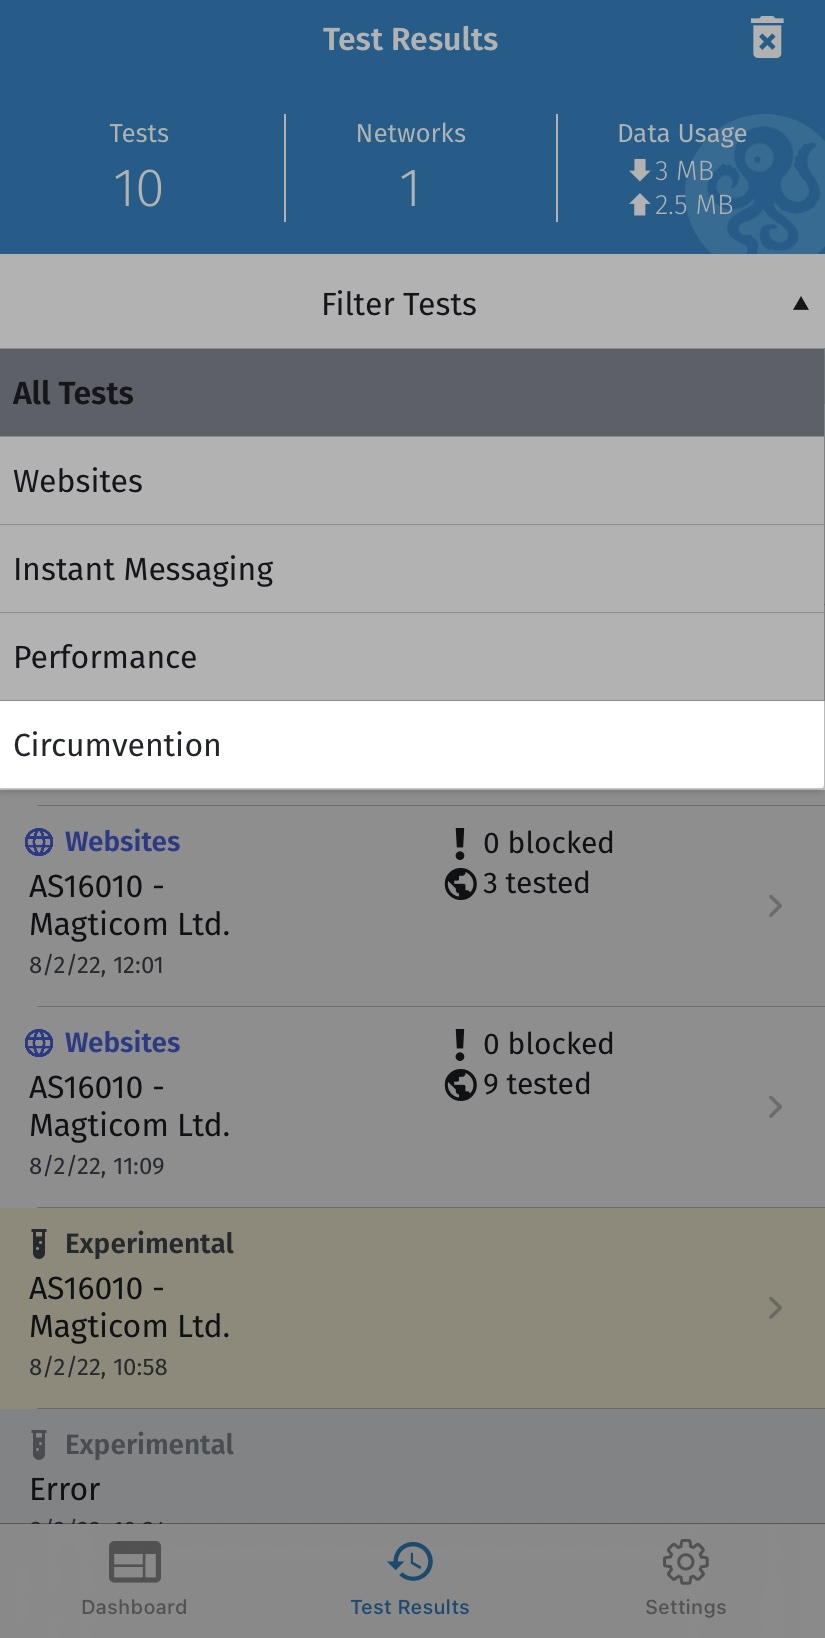 Test Results
Tests
10
Networks
1
Data Usage
3 MB
2.5 MB
Filter Tests
All Tests
Websites
Instant Messaging
Performance
Circumvention
Websites
0 blocked
AS16010 -
3 tested
Magticom Ltd.
8/2/22, 12:01
Websites
0 blocked
AS16010 -
9 tested
Magticom Ltd.
8/2/22, 11:09
Experimental
AS16010 -
Magticom Ltd.
8/2/22, 10:58
Experimental
Error
Dashboard
Test Results
Settings